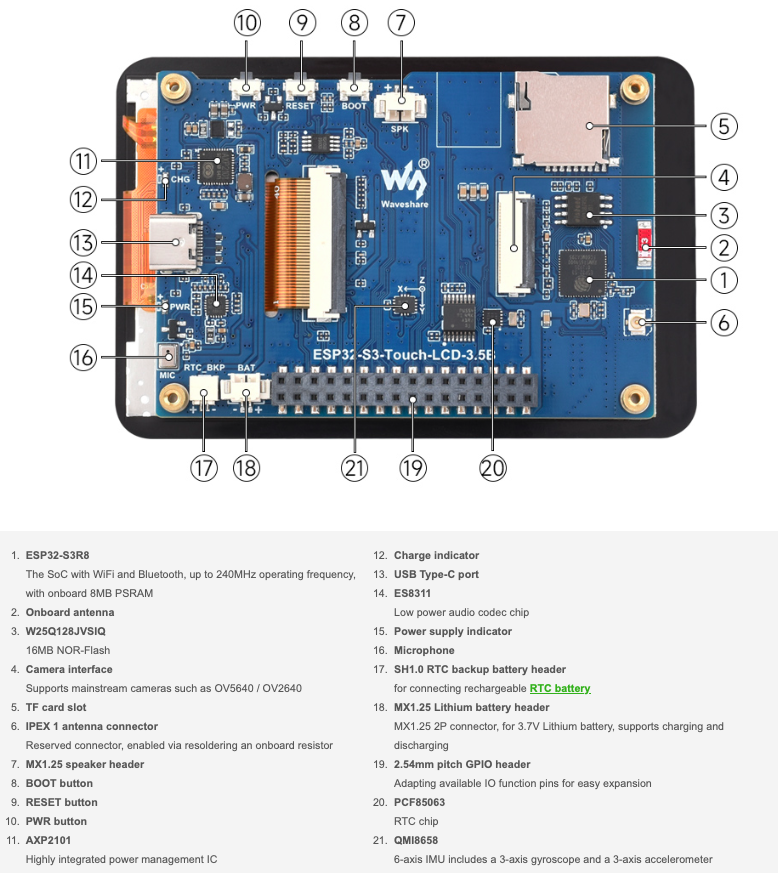 ⑩ ⑨ ⑧ ⑦
PWR RESET BOOT
SPK
⑤
⑪
④
⑫ CHG
®
Waveshare
③
⑬
②
⑭
①
X Z
Y
⑮ PWR
⑥
ESP32-S3-Touch-LCD-3.5B
⑯
MIC RTC_BKP BAT
⑰ ⑱ ㉑ ⑲ ⑳
1. ESP32-S3R8
The SoC with WiFi and Bluetooth, up to 240MHz operating frequency,
with onboard 8MB PSRAM
2. Onboard antenna
3. W25Q128JVSIQ
16MB NOR-Flash
4. Camera interface
Supports mainstream cameras such as OV5640 / OV2640
5. TF card slot
6. IPEX 1 antenna connector
Reserved connector, enabled via resoldering an onboard resistor
7. MX1.25 speaker header
8. BOOT button
9. RESET button
10. PWR button
11. AXP2101
Highly integrated power management IC
12. Charge indicator
13. USB Type-C port
14. ES8311
Low power audio codec chip
15. Power supply indicator
16. Microphone
17. SH1.0 RTC backup battery header
for connecting rechargeable RTC battery
18. MX1.25 Lithium battery header
MX1.25 2P connector, for 3.7V Lithium battery, supports charging and
discharging
19. 2.54mm pitch GPIO header
Adapting available IO function pins for easy expansion
20. PCF85063
RTC chip
21. QMI8658
6-axis IMU includes a 3-axis gyroscope and a 3-axis accelerometer